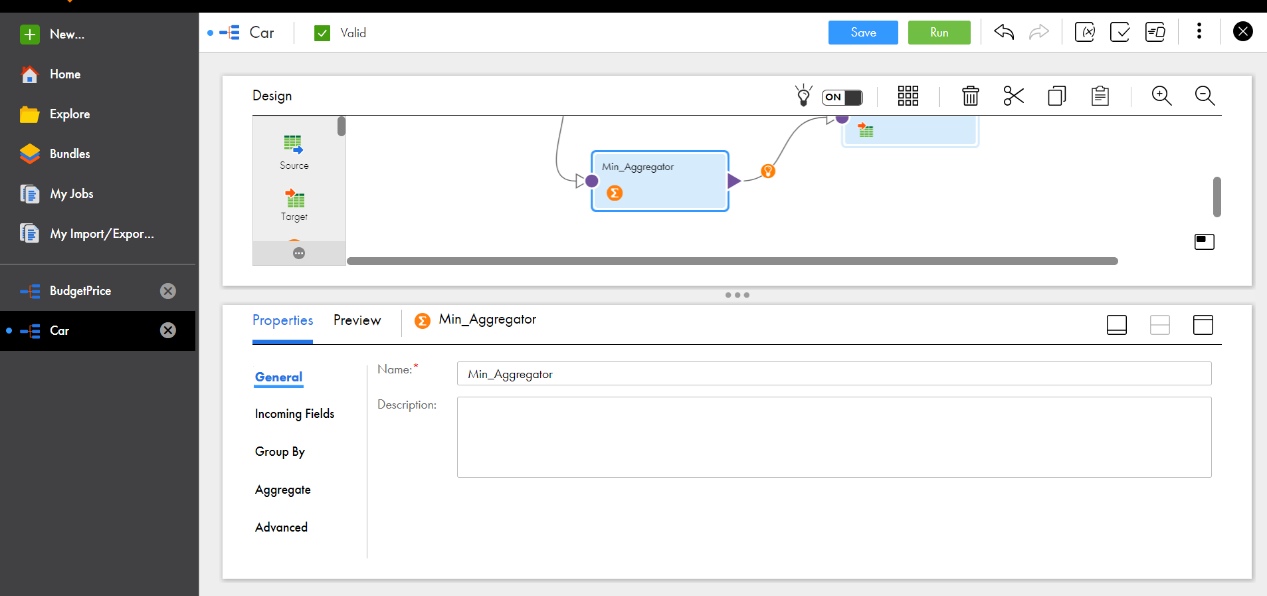 New...
Home
Explore
Bundles
My Jobs
My Import/Expor...
BudgetPrice
Car
Car
Valid
Save
Run
Design
ON
Source
Target
Min_Aggregator
Properties
Preview
Min_Aggregator
General
Incoming Fields
Group By
Aggregate
Advanced
Name:*
Min_Aggregator
Description: